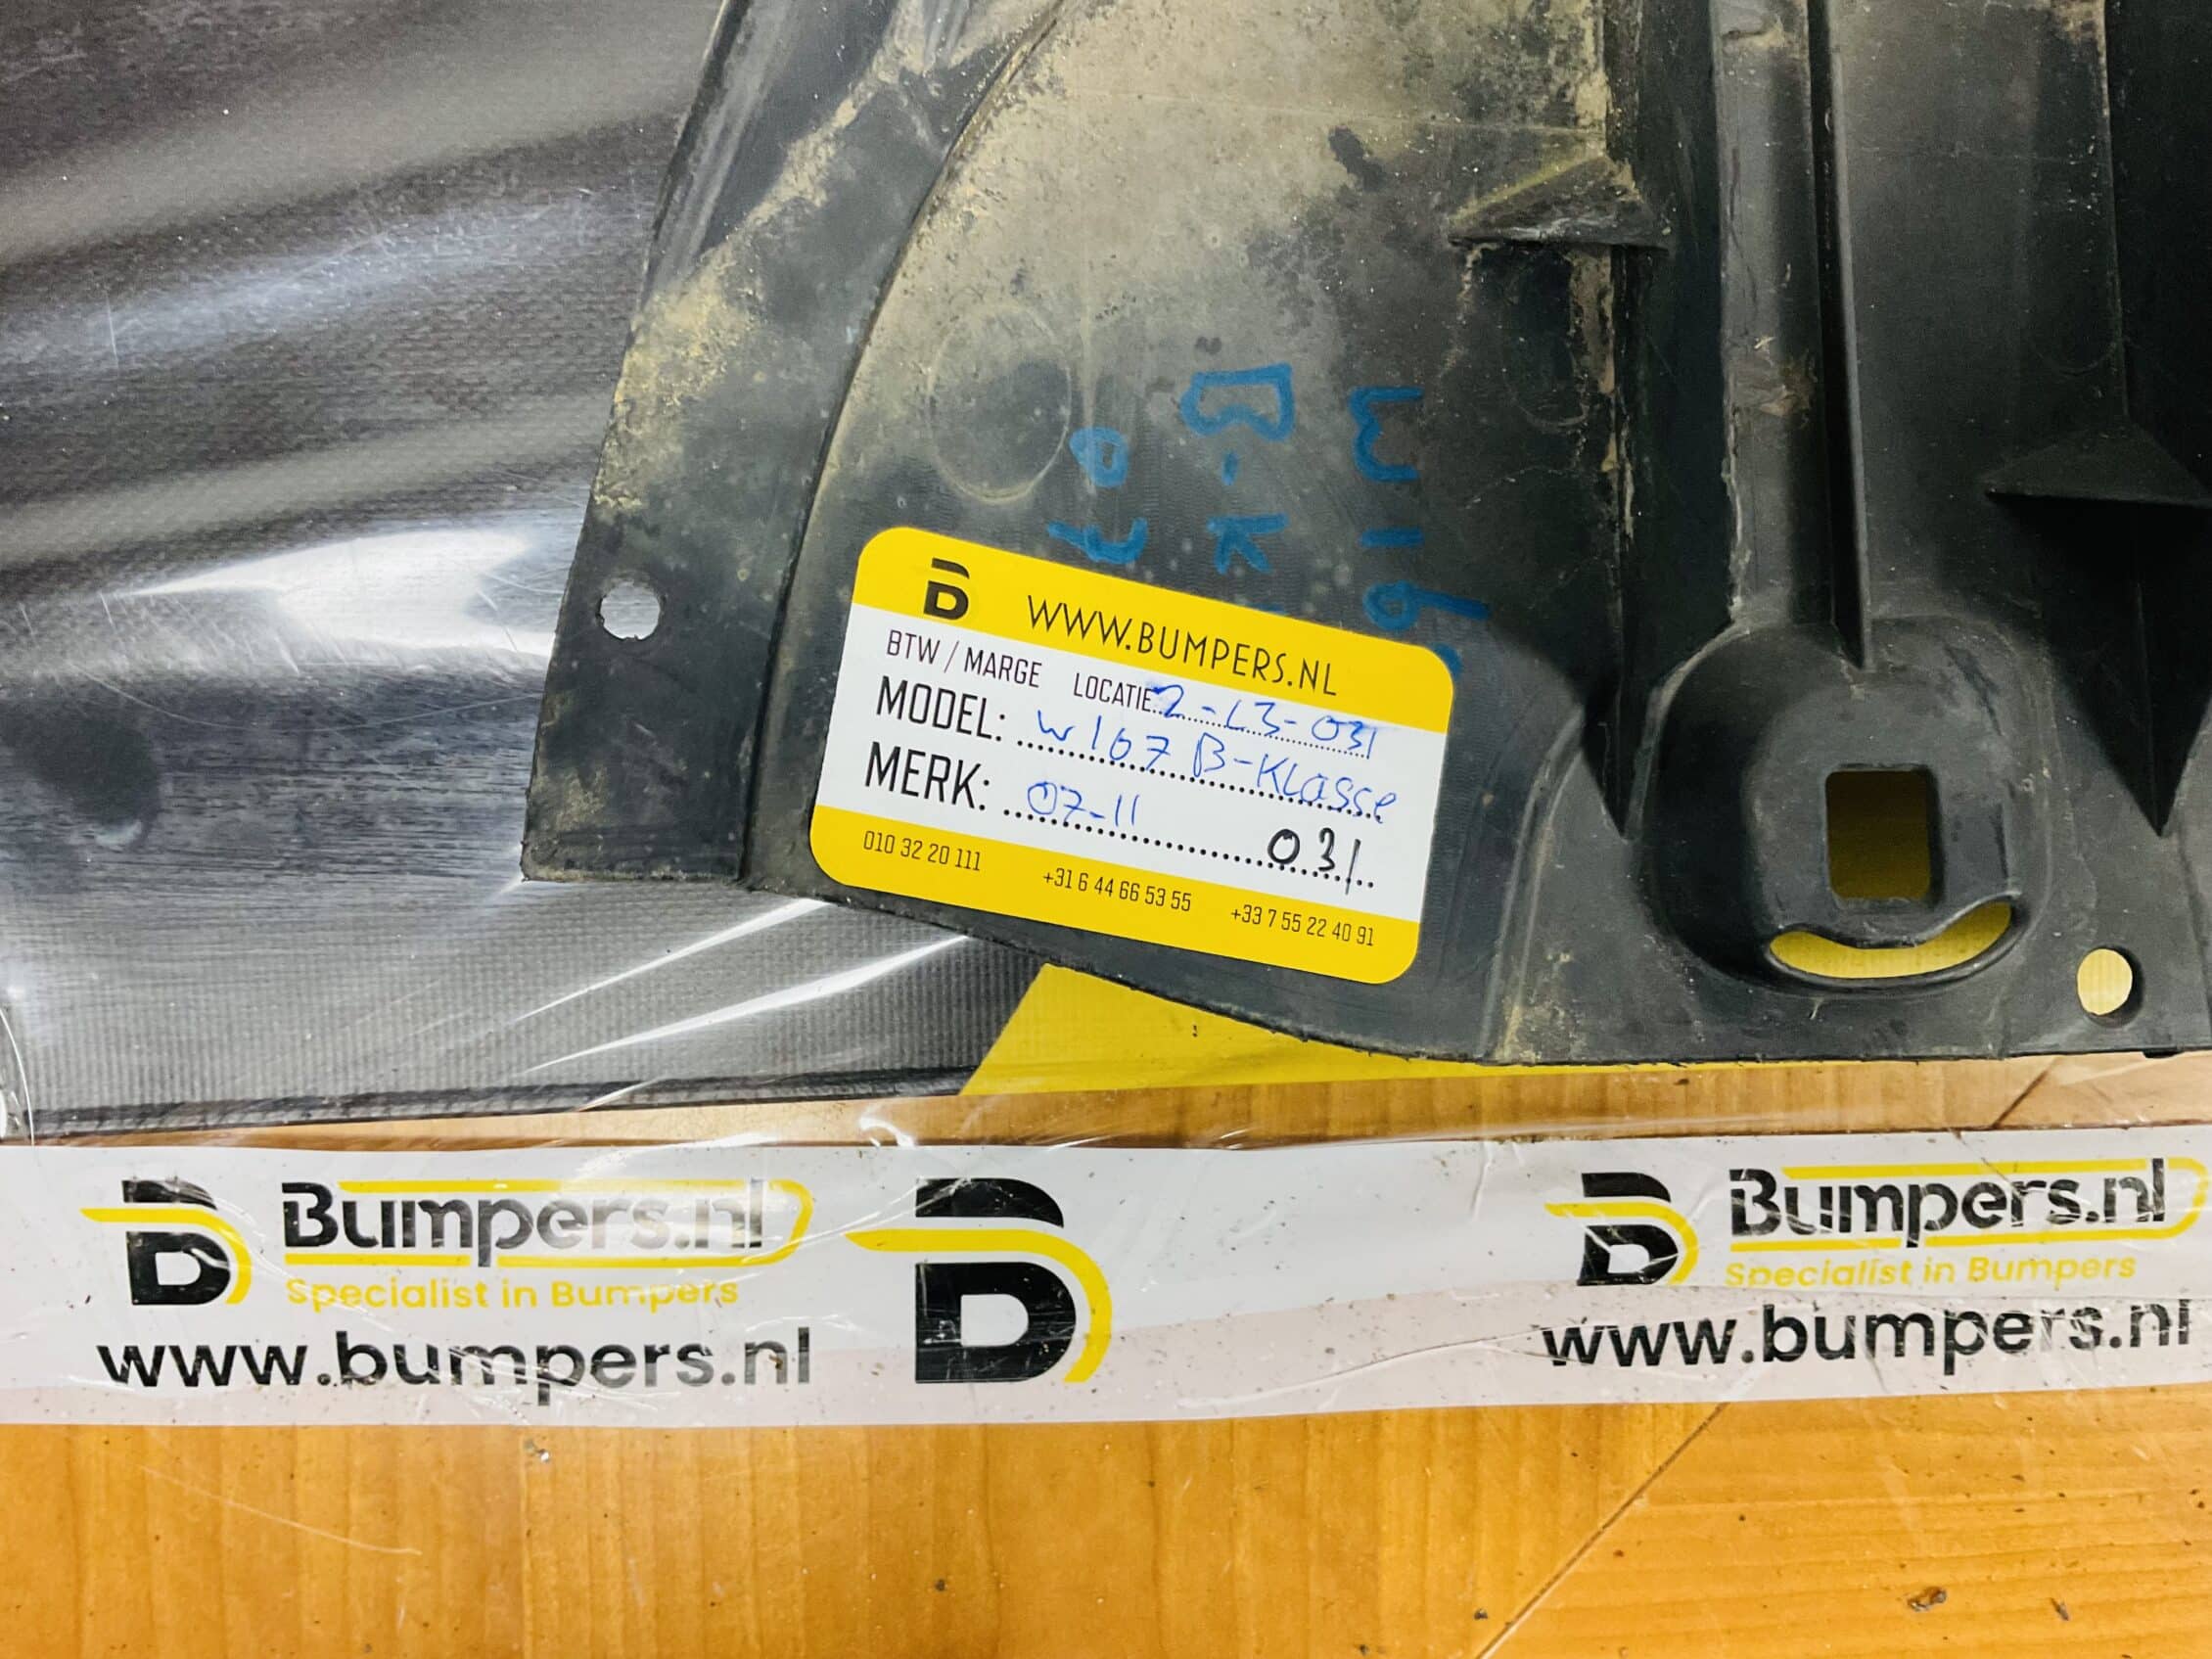 B-K
07
WWW.BUMPERS.NL
BTW / MARGE LOCATIE 2-L3-031
MODEL: W167 B-Klasse
MERK: 07-11 031
010 32 20 111 +31 6 44 66 53 55 +33 7 55 22 40 91
Bumpers.nl
Specialist in Bumpers
www.bumpers.nl
Bumpers.nl
Specialist in Bumpers
www.bumpers.nl